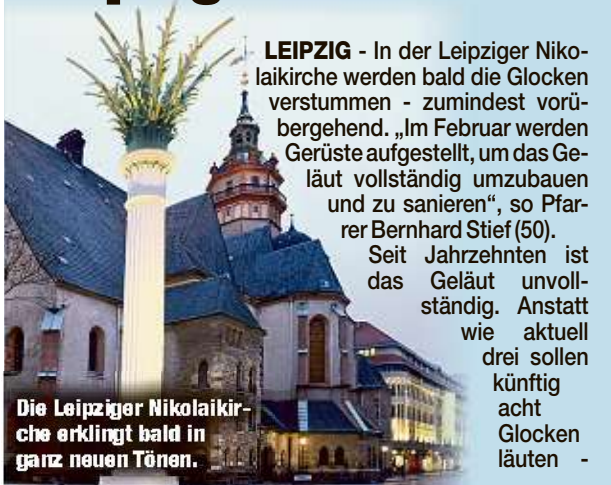 LEIPZIG - In der Leipziger Niko-
laikirche werden bald die Glocken
verstummen - zumindest vorü-
bergehend. „Im Februar werden
Gerüste aufgestellt, um das Ge-
läut vollständig umzubauen
und zu sanieren“, so Pfar-
rer Bernhard Stief (50).
Seit Jahrzehnten ist
das Geläut unvoll-
ständig. Anstatt
wie aktuell
drei sollen
künftig
acht
Glocken
läuten -
Die Leipziger Nikolaikir-
che erklingt bald in
ganz neuen Tönen.